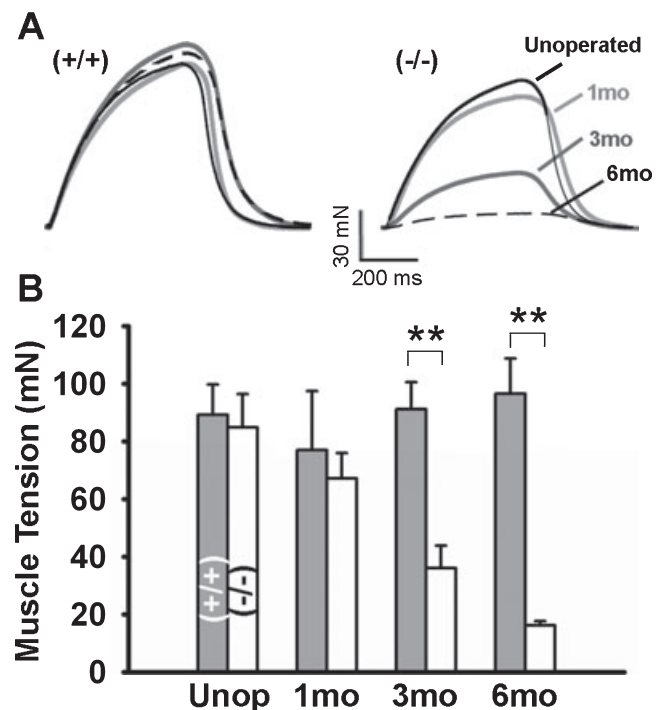 A
(+/+)
(-/-)
Unoperated
1mo
3mo
6mo
30 mN
200 ms
B
Muscle Tension (mN)
120
100
80
60
40
20
0
**
**
(+/+)
(-/-)
Unop 1mo 3mo 6mo